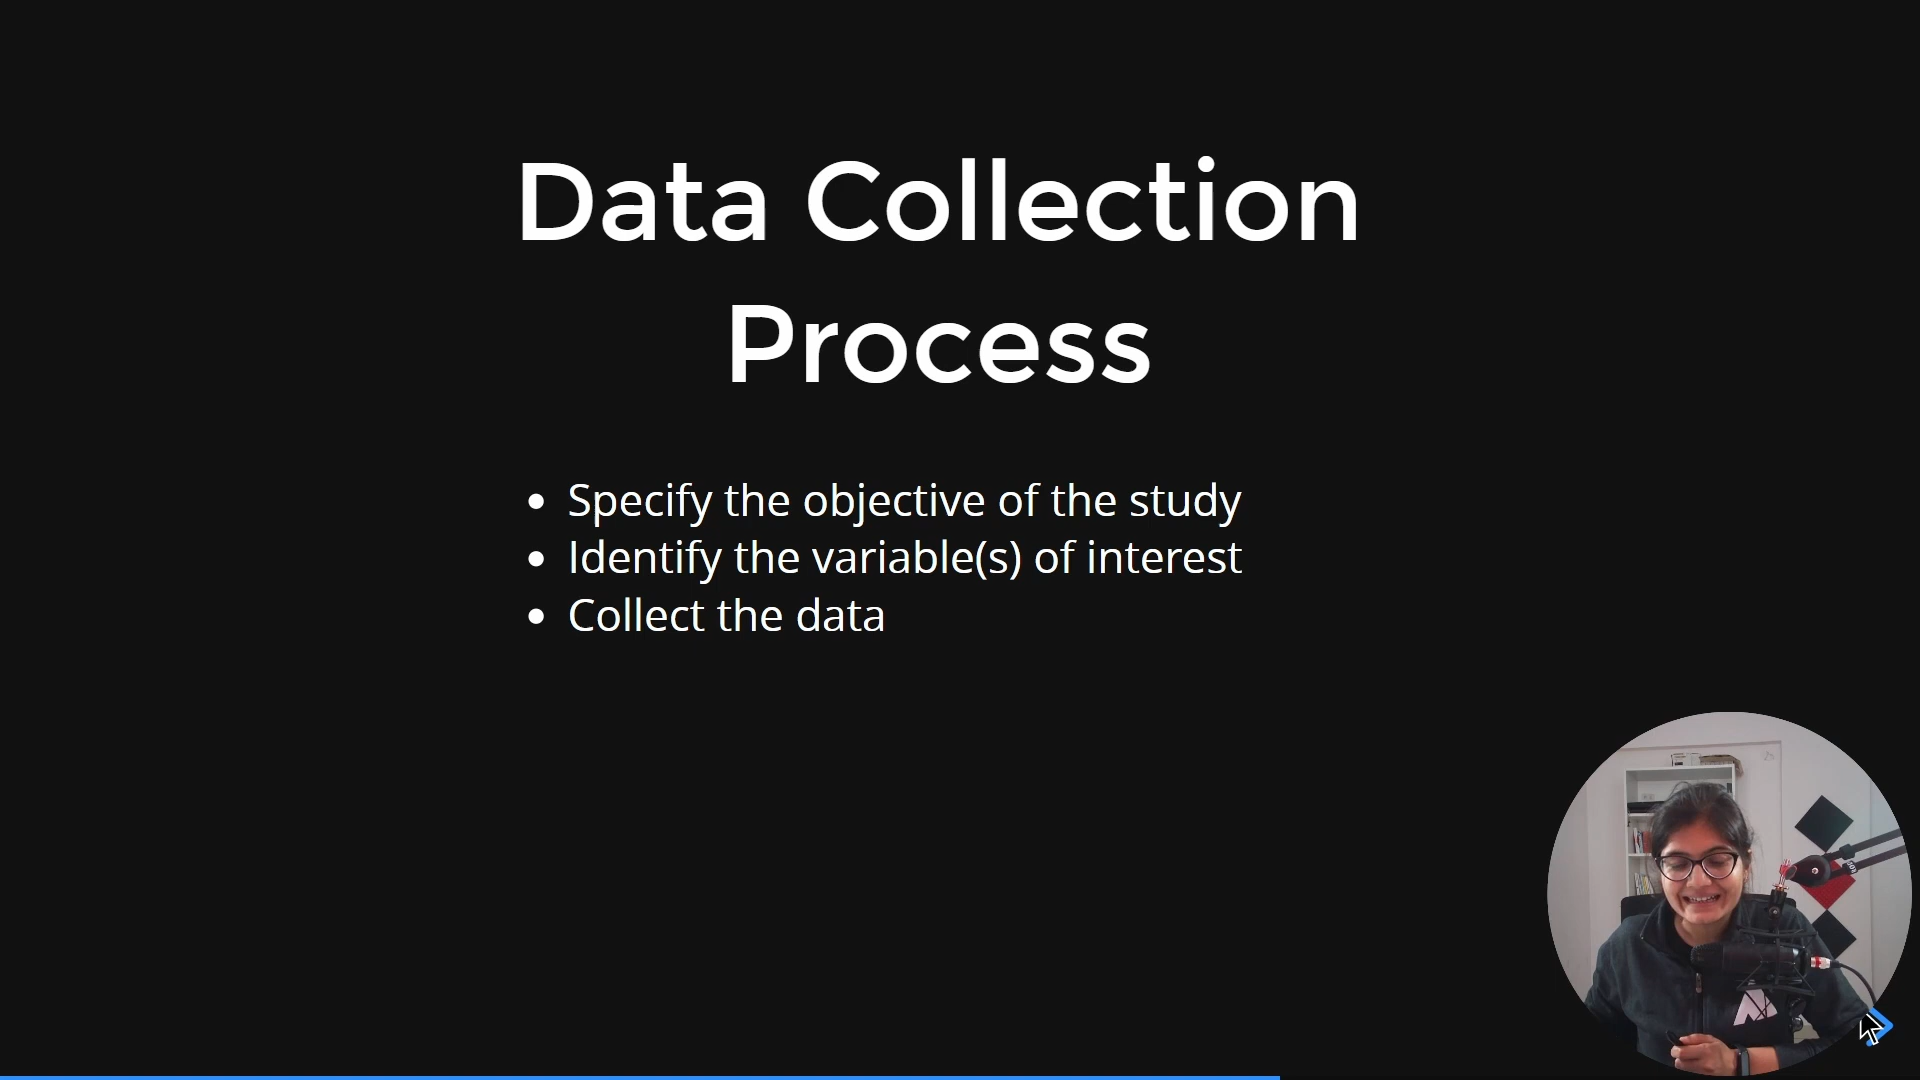 Data Collection
Process
• Specify the objective of the study
• Identify the variable(s) of interest
• Collect the data